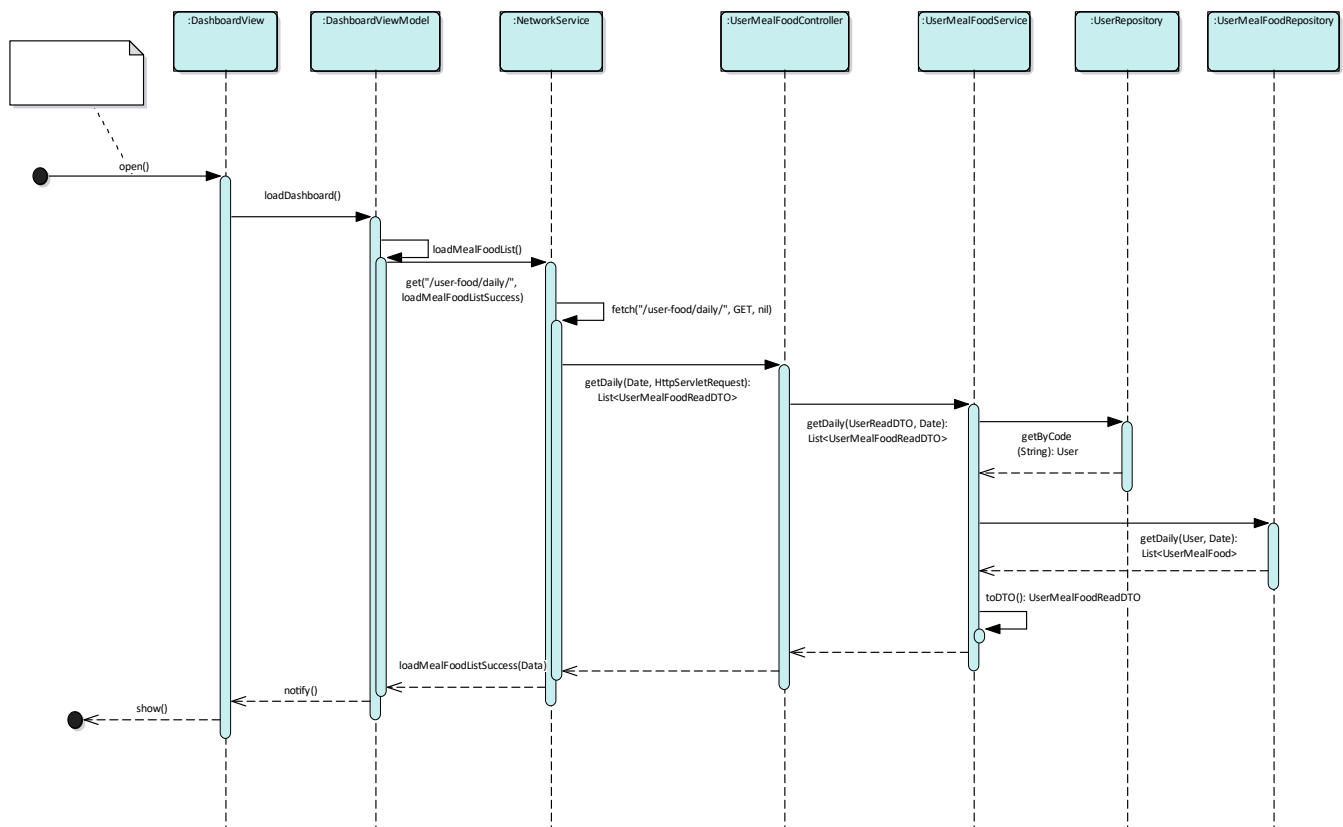 :DashboardView
:DashboardViewModel
:NetworkService
:UserMealFoodController
:UserMealFoodService
:UserRepository
:UserMealFoodRepository
open()
loadDashboard()
loadMealFoodList()
get("/user-food/daily/",
loadMealFoodListSuccess)
fetch("/user-food/daily/", GET, nil)
getDaily(Date, HttpServletRequest):
List<UserMealFoodReadDTO>
getDaily(UserReadDTO, Date):
List<UserMealFoodReadDTO>
getByCode
(String): User
getDaily(User, Date):
List<UserMealFood>
toDTO(): UserMealFoodReadDTO
loadMealFoodListSuccess(Data)
notify()
show()